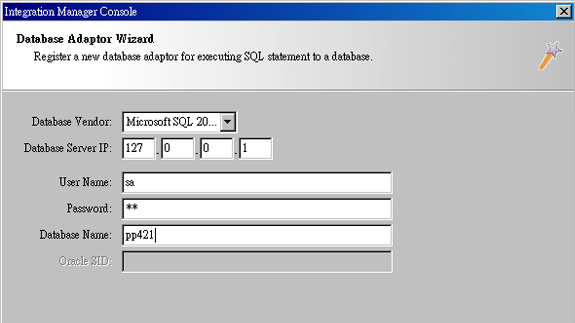 Integration Manager Console
Database Adaptor Wizard
Register a new database adaptor for executing SQL statement to a database.
Database Vendor: Microsoft SQL 20...
Database Server IP: 127 . 0 . 0 . 1
User Name: sa
Password: **
Database Name: pp421
Oracle SID: